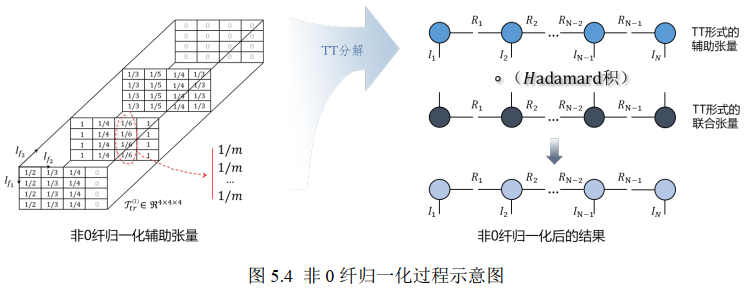 0 0 0 0
0 0 0 0
0 0 0 0
0 0 0 0
1/3 1/5 1/4 1/3
1/3 1/5 1/4 1/3
1/3 1/5 1/4 1/3
1/3 1/5 1/4 1/3
1 1/4 1/6 1
1 1/4 1/6 1
1 1/4 1/6 1
1 1/4 1/6 1
I_{f_3}
I_{f_2}
I_{f_1}
1/2 1/3 1/4 0
1/2 1/3 1/4 0
1/2 1/3 1/4 0
1/2 1/3 1/4 0
1/m
1/m
...
1/m
𝒯_{tr}^{(1)} ∈ ℜ^{4×4×4}
非0纤归一化辅助张量
TT分解
R_1 R_2 ... R_{N-2} R_{N-1}
I_1 I_2 I_{N-1} I_N
TT形式的
辅助张量
∘（Hadamard积）
R_1 R_2 ... R_{N-2} R_{N-1}
TT形式的
联合张量
R_1 R_2 ... R_{N-2} R_{N-1}
I_1 I_2 I_{N-1} I_N
非0纤归一化后的结果
图 5.4 非 0 纤归一化过程示意图